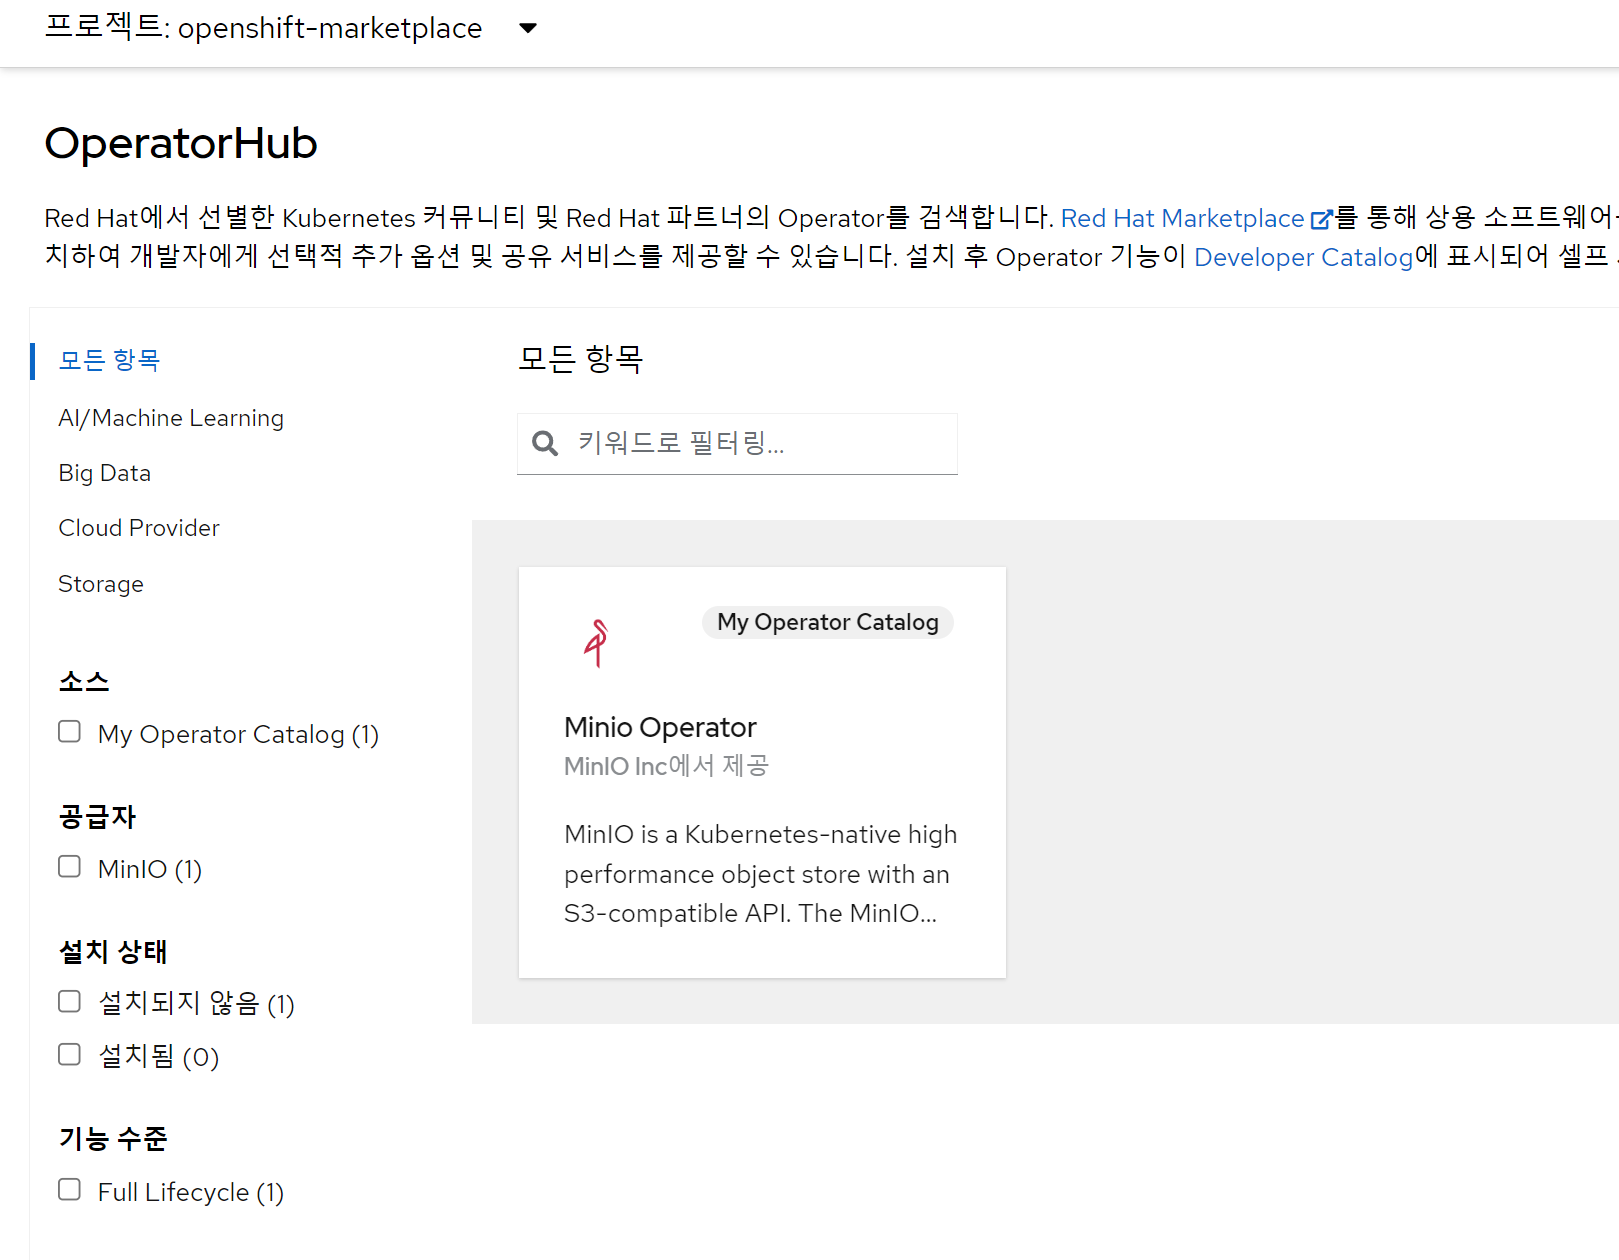 프로젝트: openshift-marketplace
OperatorHub
Red Hat에서 선별한 Kubernetes 커뮤니티 및 Red Hat 파트너의 Operator를 검색합니다. Red Hat Marketplace를 통해 상용 소프트웨어
치하여 개발자에게 선택적 추가 옵션 및 공유 서비스를 제공할 수 있습니다. 설치 후 Operator 기능이 Developer Catalog에 표시되어 셀프
모든 항목
AI/Machine Learning
Big Data
Cloud Provider
Storage
소스
My Operator Catalog (1)
공급자
MinIO (1)
설치 상태
설치되지 않음 (1)
설치됨 (0)
기능 수준
Full Lifecycle (1)
모든 항목
키워드로 필터링...
My Operator Catalog
Minio Operator
MinIO Inc에서 제공
MinIO is a Kubernetes-native high
performance object store with an
S3-compatible API. The MinIO...